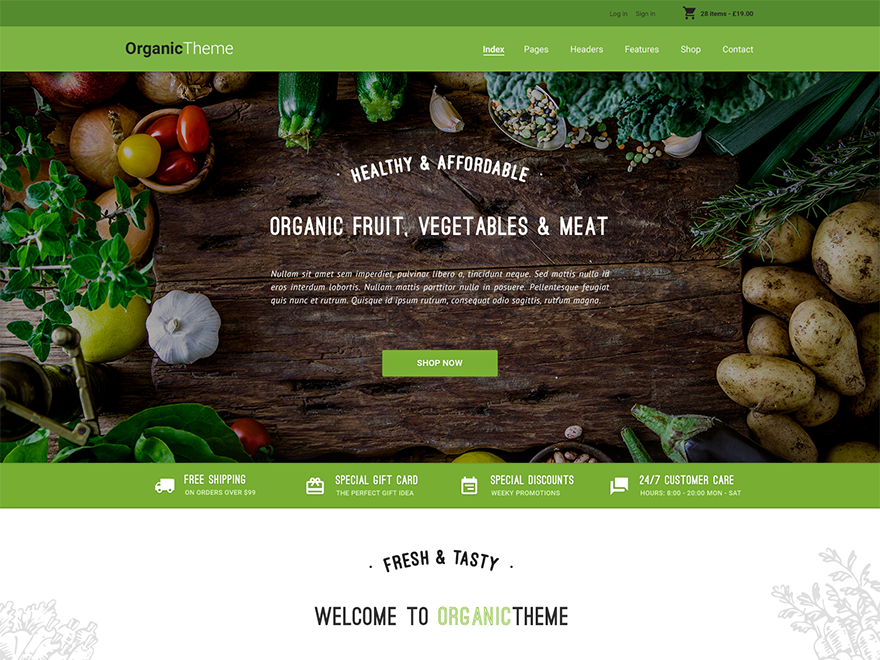 Log in Sign in 28 items - £19.00
OrganicTheme
Index Pages Headers Features Shop Contact
· HEALTHY & AFFORDABLE ·
ORGANIC FRUIT, VEGETABLES & MEAT
Nullam sit amet sem imperdiet, pulvinar libero a, tincidunt neque. Sed mattis nulla id
eros interdum lobortis. Nullam mattis porttitor nulla in posuere. Pellentesque feugiat
quis nunc et rutrum. Quisque id ipsum rutrum, consequat odio sagittis, rutrum magna.
SHOP NOW
FREE SHIPPING
ON ORDERS OVER $99
SPECIAL GIFT CARD
THE PERFECT GIFT IDEA
SPECIAL DISCOUNTS
WEEKY PROMOTIONS
24/7 CUSTOMER CARE
HOURS: 8:00 - 20:00 MON - SAT
· FRESH & TASTY ·
WELCOME TO ORGANICTHEME